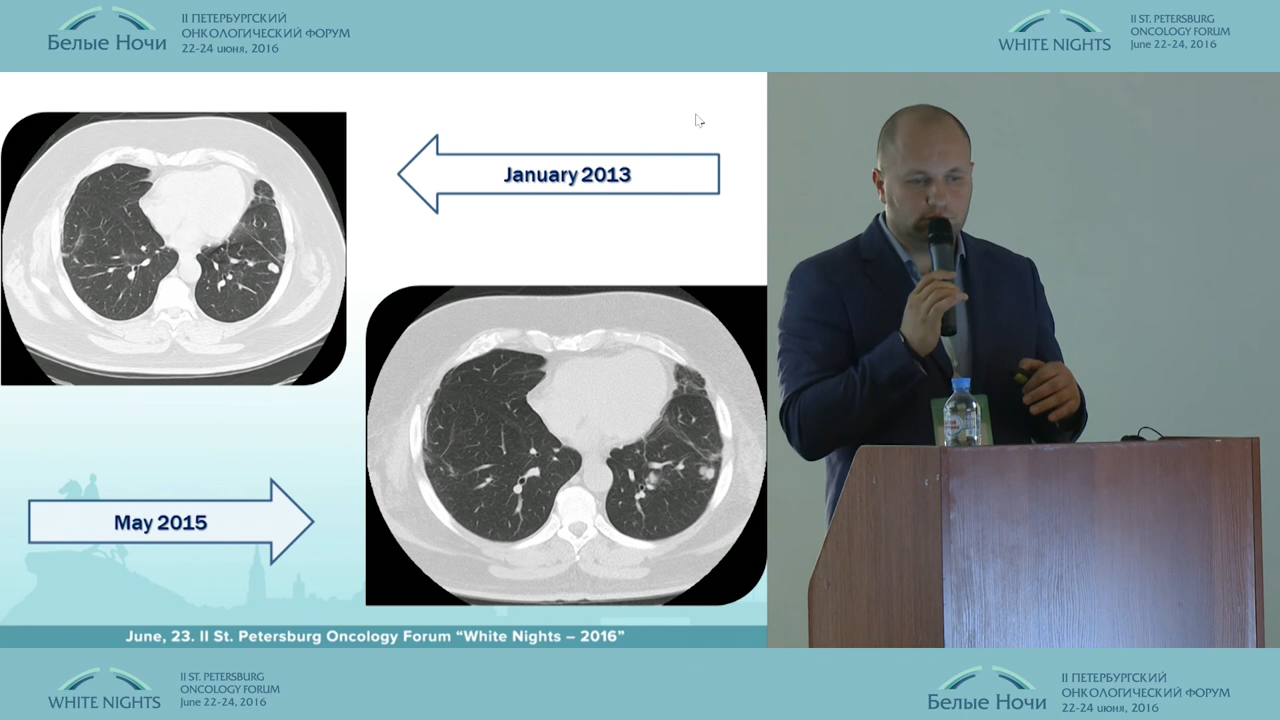 Белые Ночи
II ПЕТЕРБУРГСКИЙ
ОНКОЛОГИЧЕСКИЙ ФОРУМ
22-24 июня, 2016
WHITE NIGHTS
II ST. PETERSBURG
ONCOLOGY FORUM
June 22-24, 2016
January 2013
May 2015
June, 23. II St. Petersburg Oncology Forum “White Nights – 2016”
WHITE NIGHTS
II ST. PETERSBURG
ONCOLOGY FORUM
June 22-24, 2016
Белые Ночи
II ПЕТЕРБУРГСКИЙ
ОНКОЛОГИЧЕСКИЙ ФОРУМ
22-24 июня, 2016